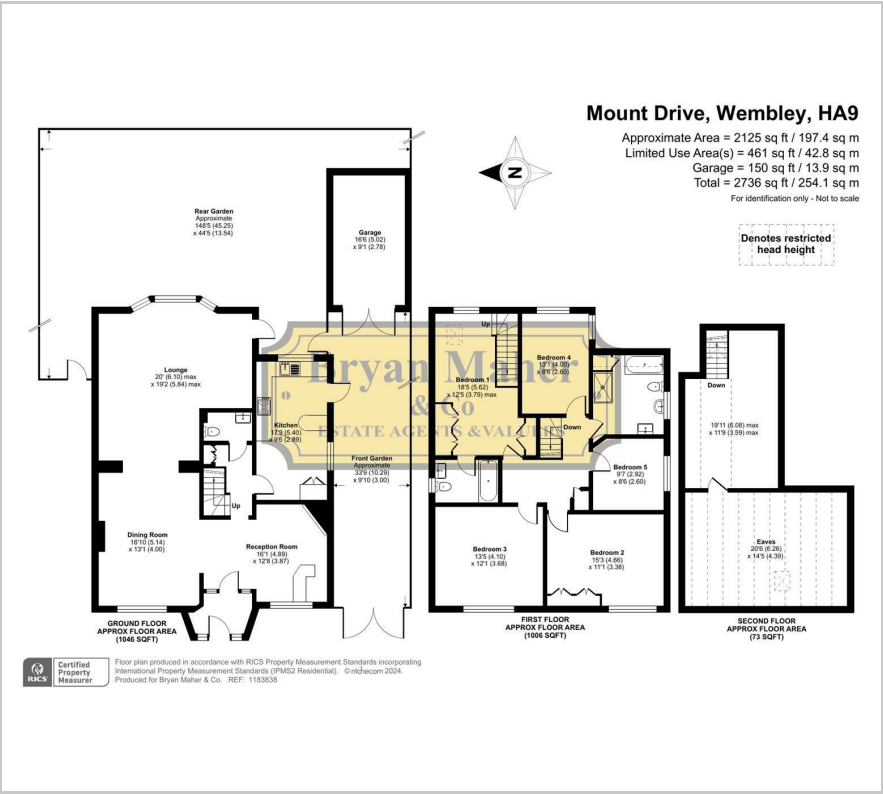 Mount Drive, Wembley, HA9
Approximate Area = 2125 sq ft / 197.4 sq m
Limited Use Area(s) = 461 sq ft / 42.8 sq m
Garage = 150 sq ft / 13.9 sq m
Total = 2736 sq ft / 254.1 sq m
For identification only - Not to scale
N
Denotes restricted
head height
Rear Garden
Approximate
148'5 (45.25)
x 44'5 (13.54)
Garage
16'6 (5.02)
x 9'1 (2.78)
Lounge
20' (6.10) max
x 19'2 (5.84) max
Kitchen
17'9 (5.40)
x 9'6 (2.89)
Front Garden
Approximate
33'9 (10.29)
x 9'10 (3.00)
Up
Dining Room
16'10 (5.14)
x 13'1 (4.00)
Reception Room
16'1 (4.89)
x 12'8 (3.87)
GROUND FLOOR
APPROX FLOOR AREA
(1046 SQFT)
Bryan Maher
& Co
ESTATE AGENTS & VALUERS
Up
Bedroom 1
18'5 (5.62)
x 12'5 (3.79) max
Bedroom 4
13'1 (4.00)
x 8'6 (2.60)
Down
Bedroom 5
9'7 (2.92)
x 8'6 (2.60)
Bedroom 3
13'5 (4.10)
x 12'1 (3.68)
Bedroom 2
15'3 (4.66)
x 11'1 (3.38)
FIRST FLOOR
APPROX FLOOR AREA
(1006 SQFT)
Down
19'11 (6.08) max
x 11'9 (3.59) max
Eaves
20'6 (6.26)
x 14'5 (4.39)
SECOND FLOOR
APPROX FLOOR AREA
(73 SQFT)
RICS
Certified
Property
Measurer
Floor plan produced in accordance with RICS Property Measurement Standards incorporating
International Property Measurement Standards (IPMS2 Residential). © nichecom 2024.
Produced for Bryan Maher & Co. REF: 1183838